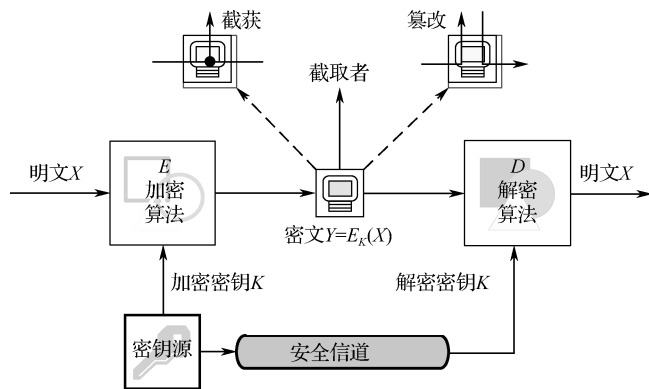 截获
篡改
截取者
明文X
E
加密
算法
D
解密
算法
明文X
密文Y=E_K(X)
加密密钥K
解密密钥K
密钥源
安全信道